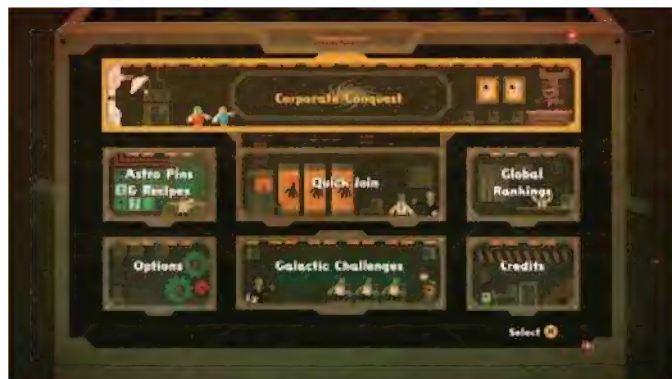 Corporate Conquest
Astro Pins
& Recipes
Quick Join
Global
Rankings
Options
Galactic Challenges
Credits
Select